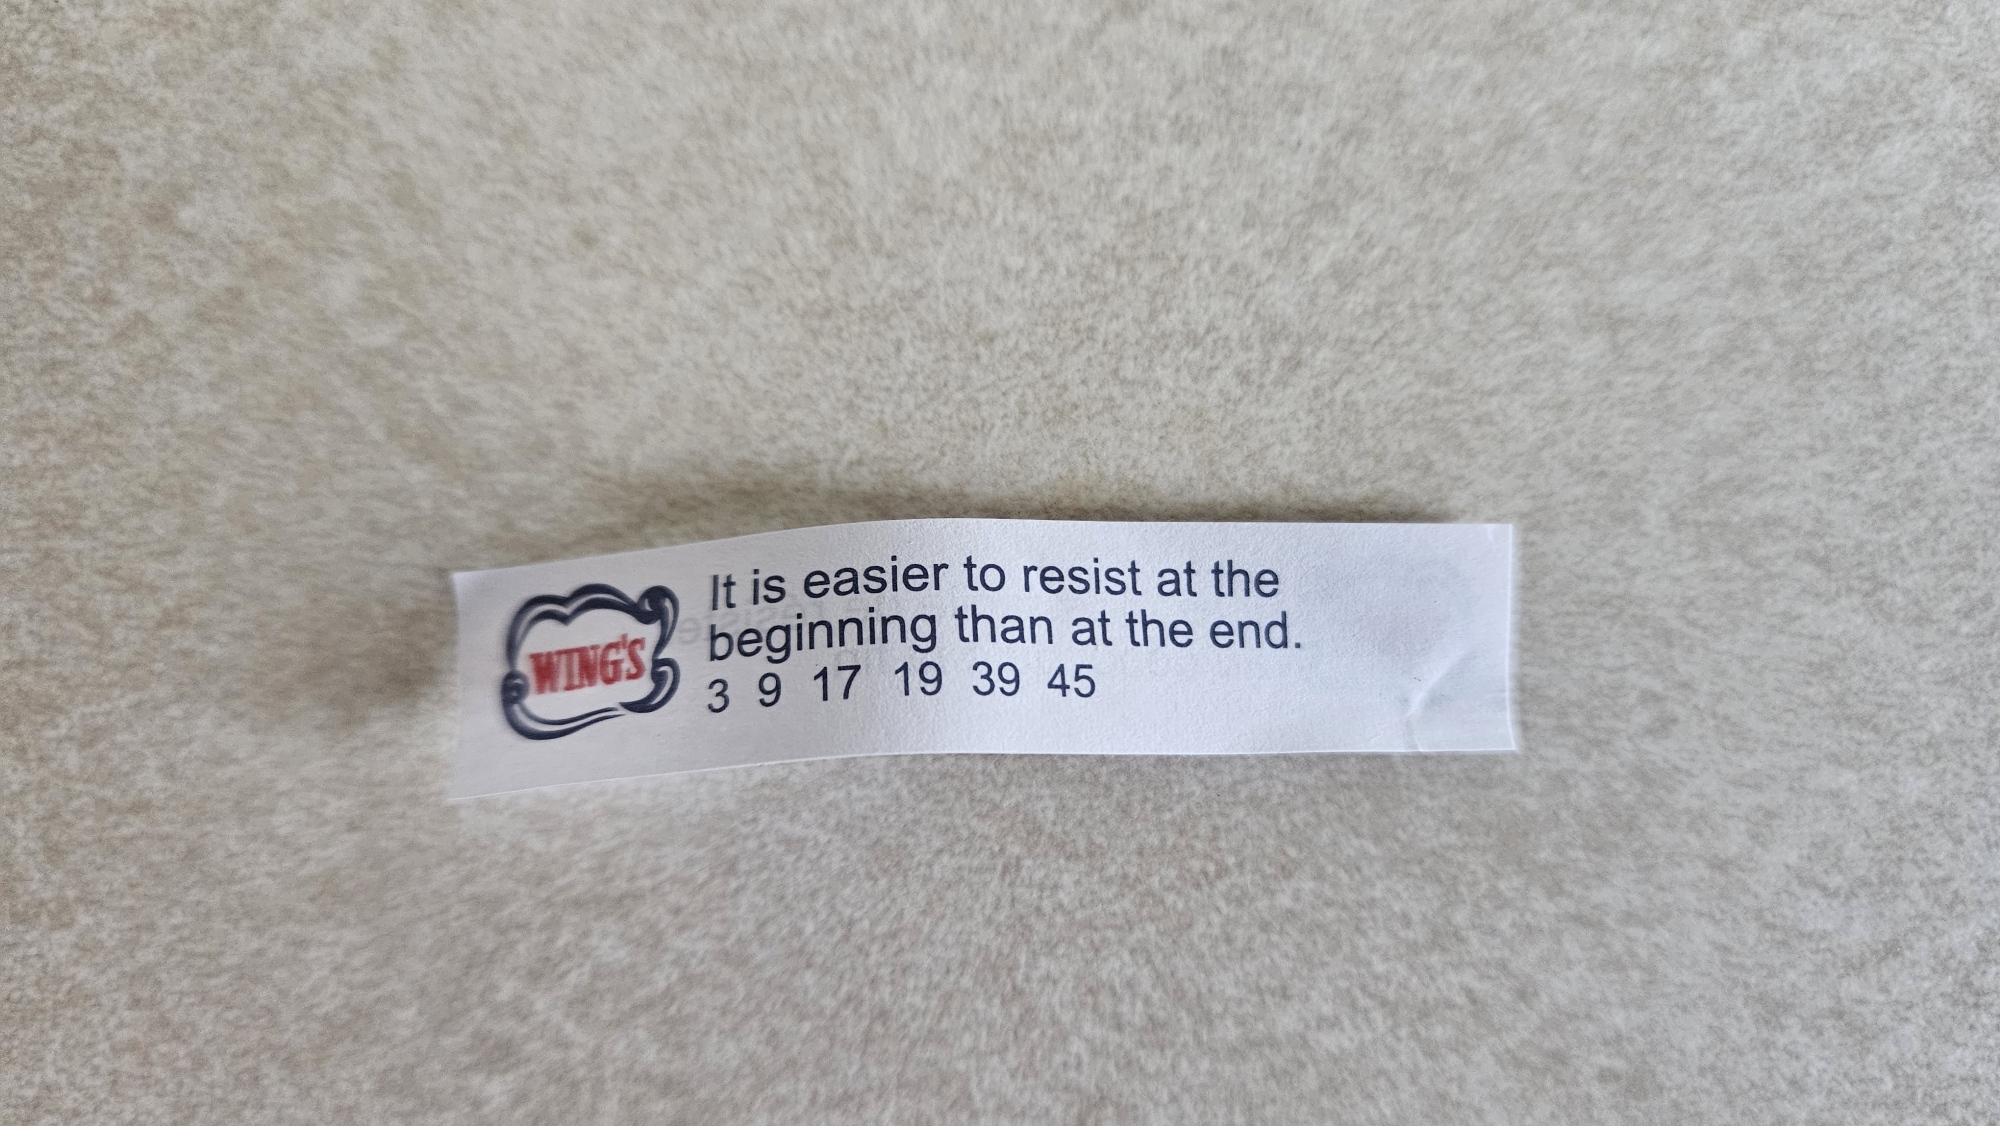 WING'S
It is easier to resist at the
beginning than at the end.
3 9 17 19 39 45